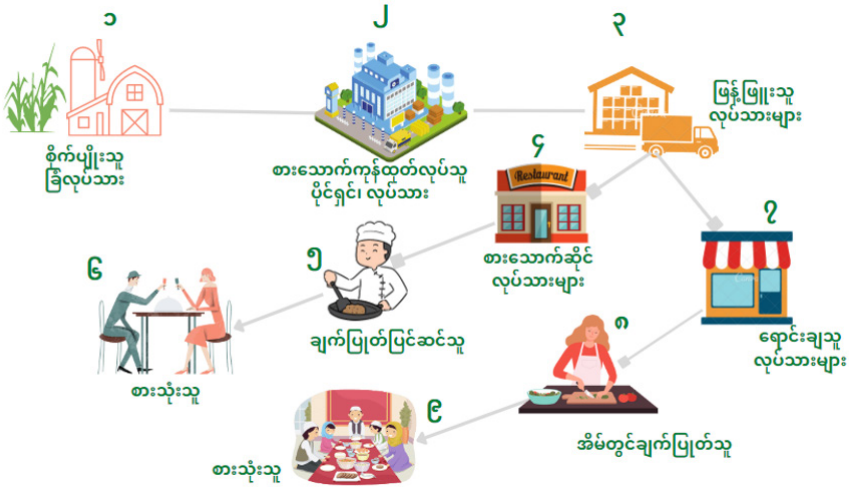 ၁
စိုက်ပျိုးသူ
ခြံလုပ်သား
၂
စားသောက်ကုန်ထုတ်လုပ်သူ
ပိုင်ရှင်၊ လုပ်သား
၃
ဖြန့်ဖြူးသူ
လုပ်သားများ
၄
Restaurant
စားသောက်ဆိုင်
လုပ်သားများ
၅
ချက်ပြုတ်ပြင်ဆင်သူ
၆
စားသုံးသူ
၇
ရောင်းချသူ
လုပ်သားများ
၈
အိမ်တွင်ချက်ပြုတ်သူ
၉
စားသုံးသူ